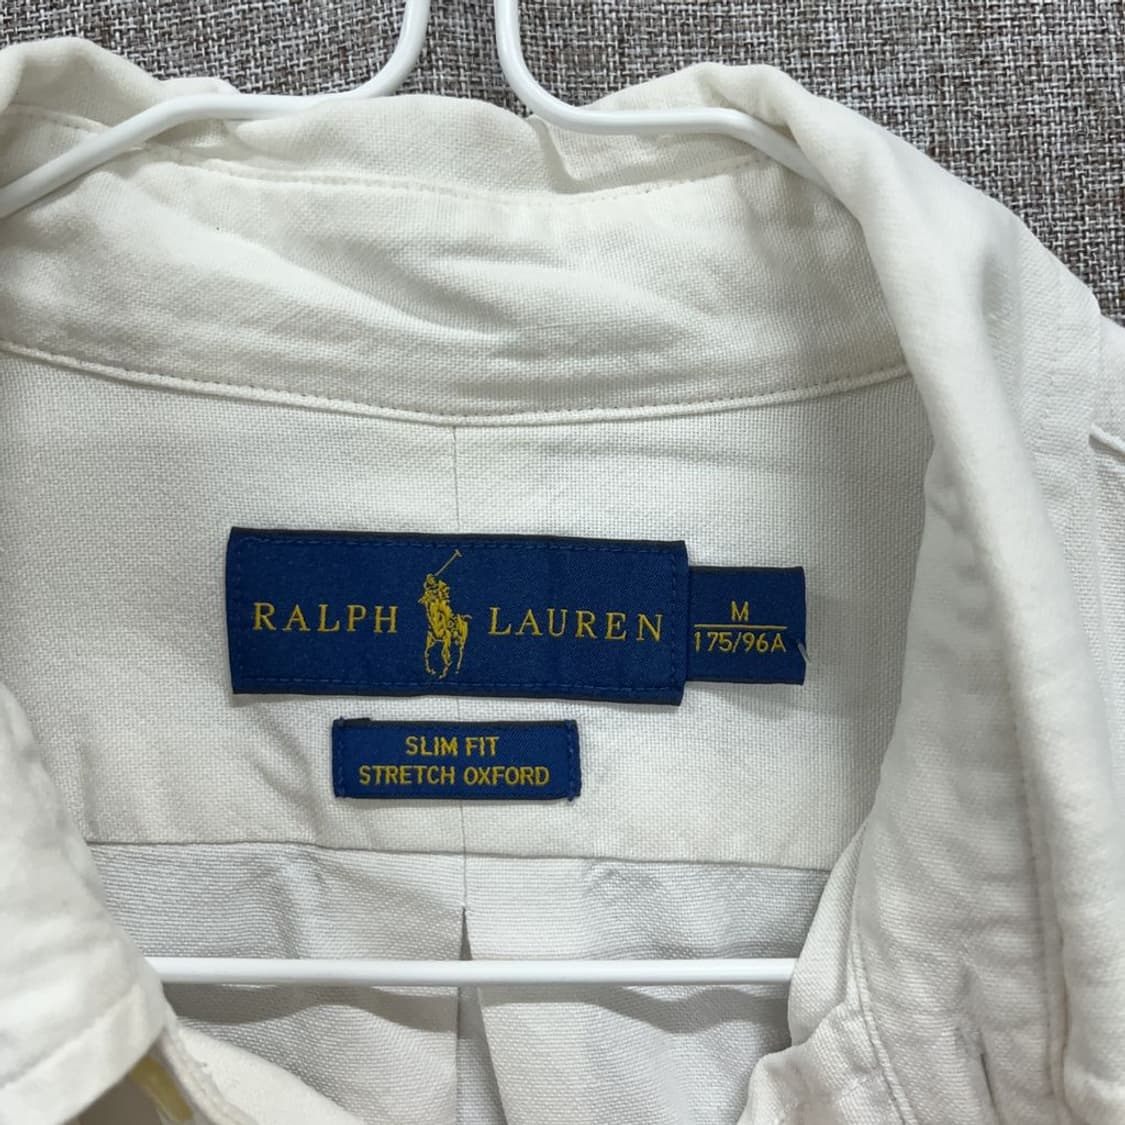 RALPH LAUREN
M
175/96A
SLIM FIT
STRETCH OXFORD